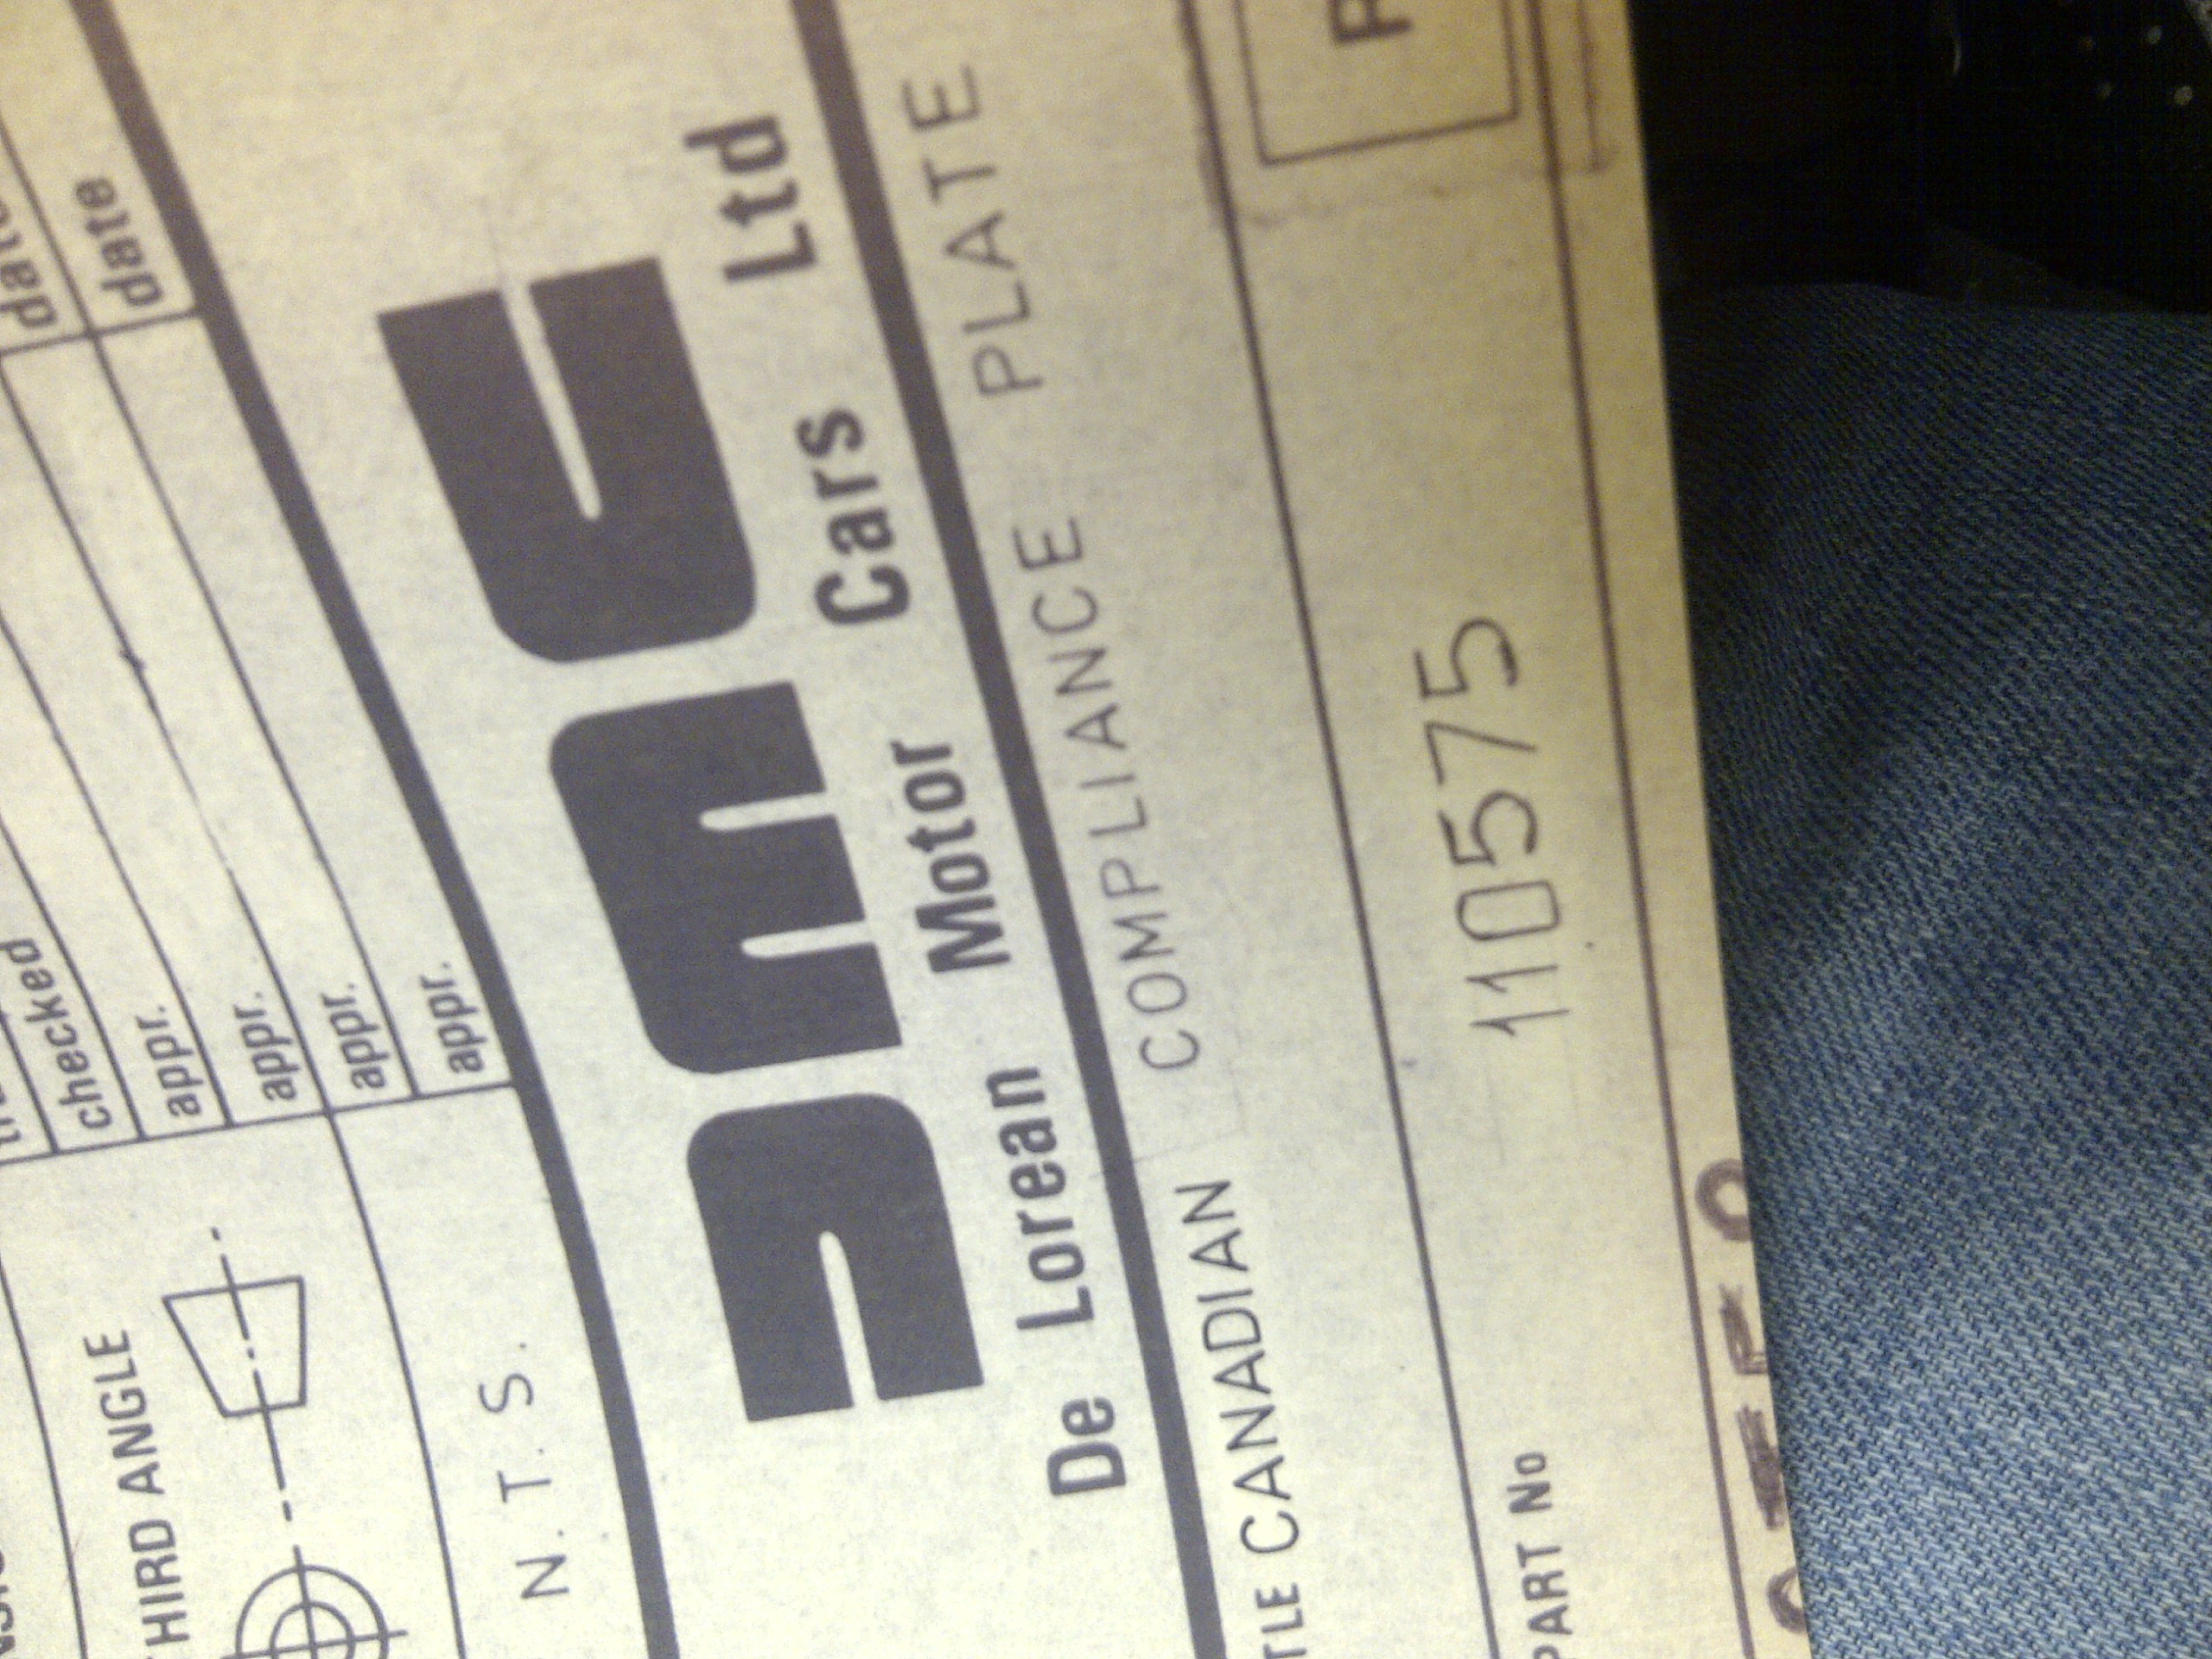 checked
appr.
appr.
appr.
appr.
date
date
THIRD ANGLE
N. T. S.
DMC
De Lorean Motor Cars Ltd
CANADIAN COMPLIANCE PLATE
PART No
110575